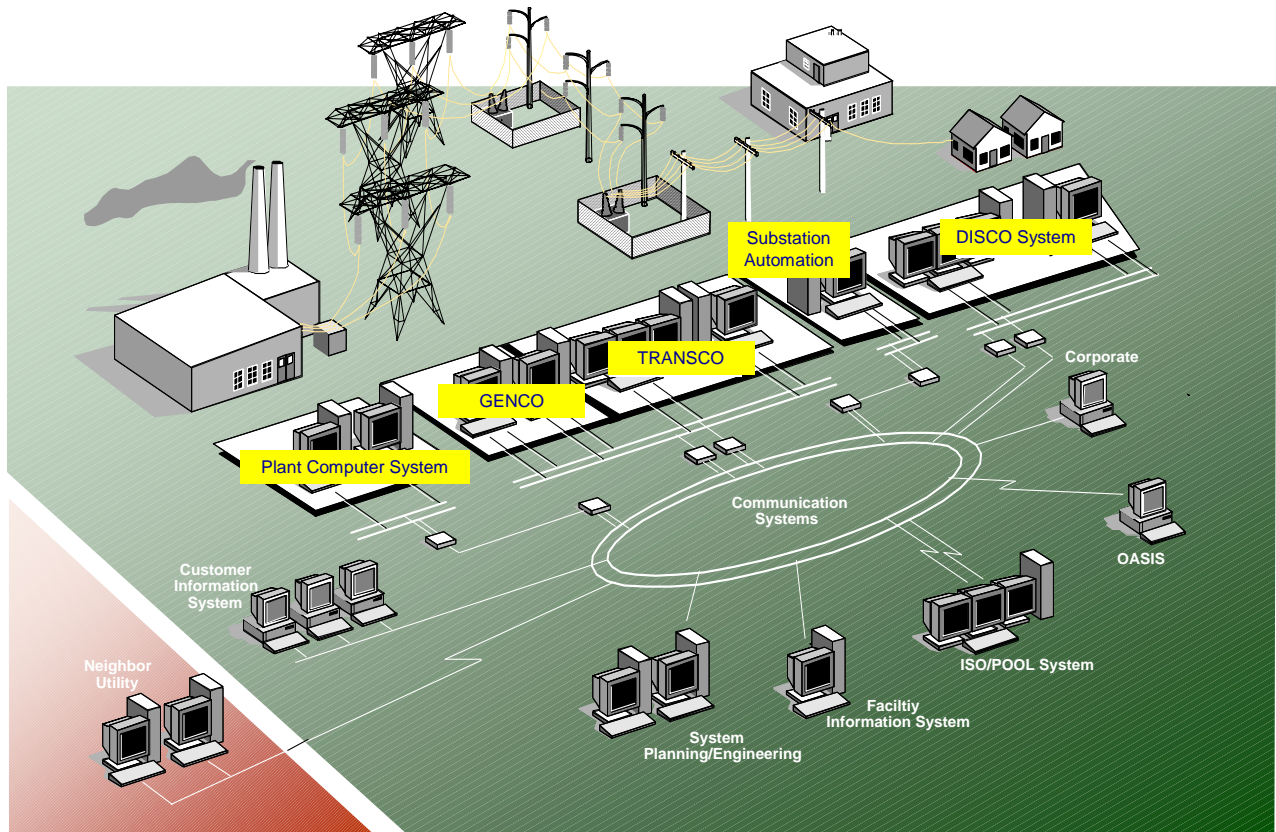 Substation
Automation
DISCO System
TRANSCO
Corporate
GENCO
Plant Computer System
Communication
Systems
OASIS
Customer
Information
System
ISO/POOL System
Neighbor
Utility
Faciltiy
Information System
System
Planning/Engineering